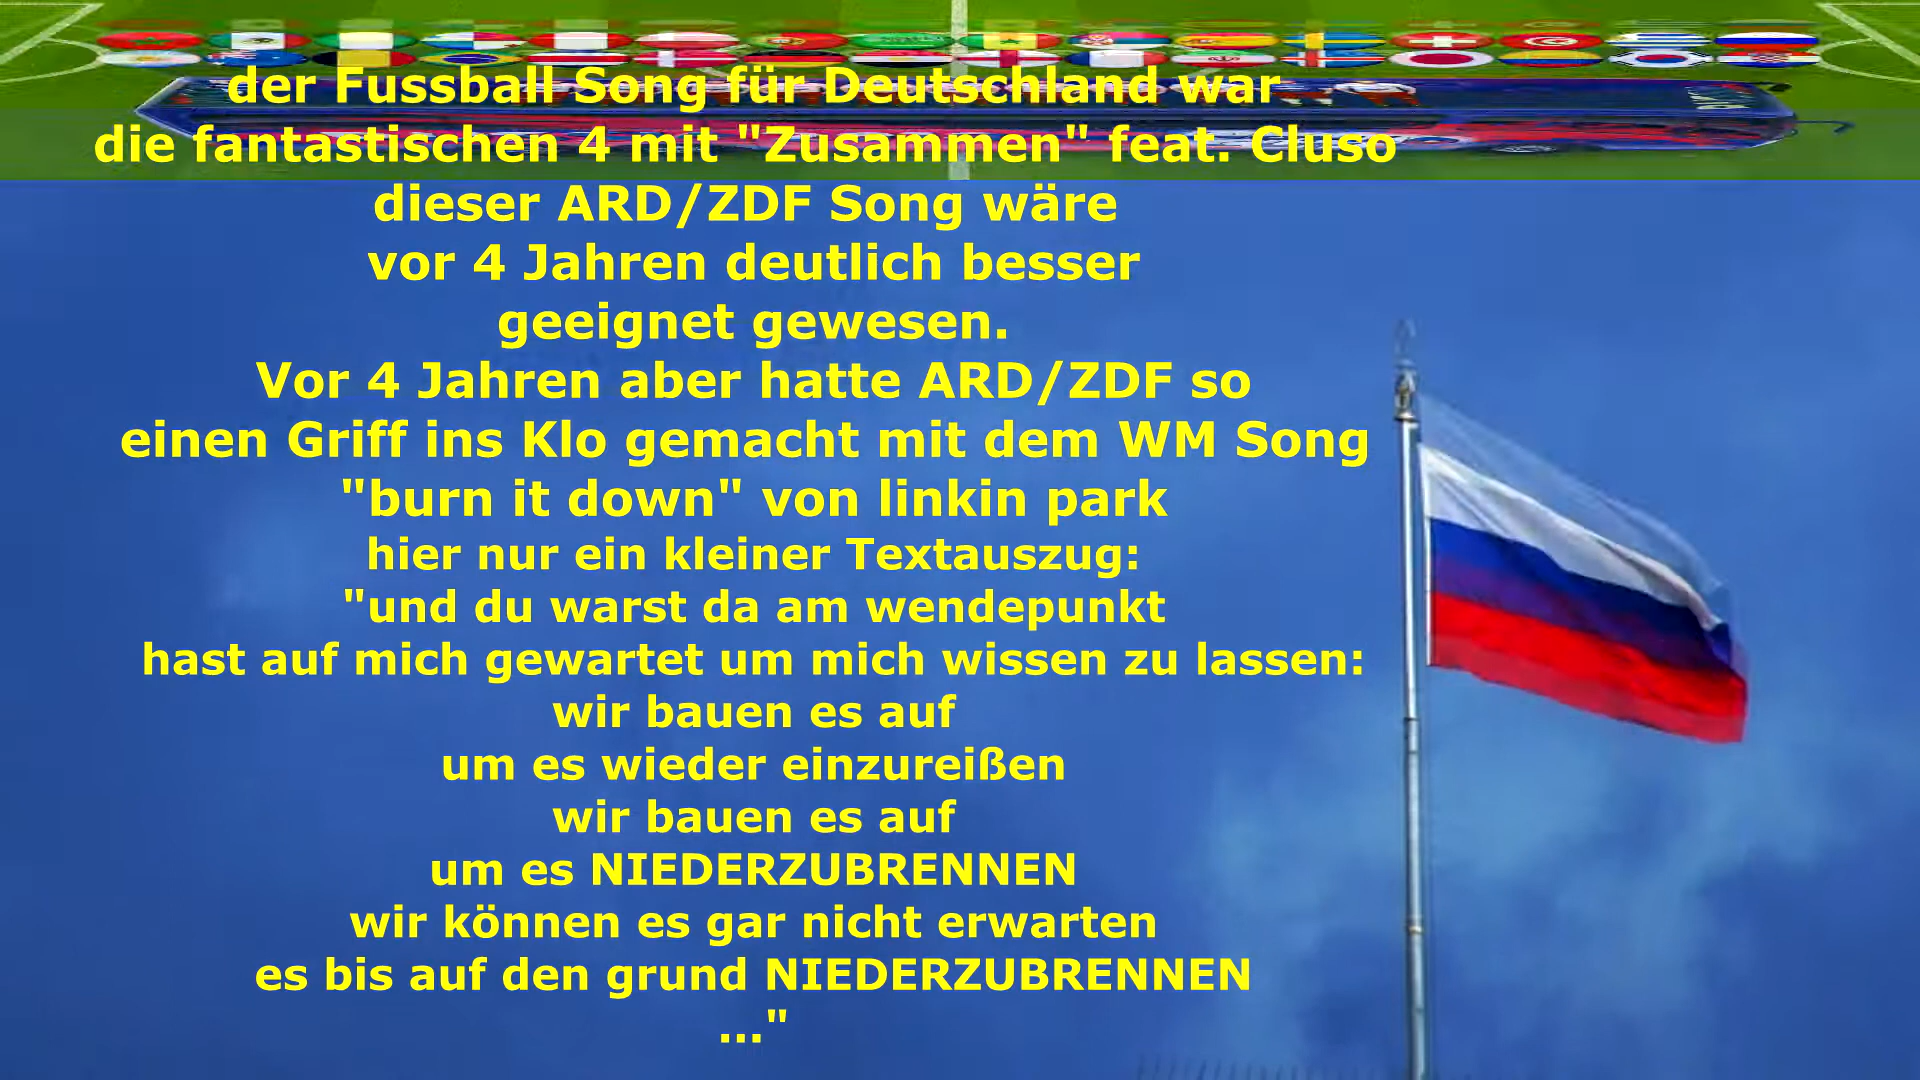 der Fussball Song für Deutschland war
die fantastischen 4 mit "Zusammen" feat. Cluso
dieser ARD/ZDF Song wäre
vor 4 Jahren deutlich besser
geeignet gewesen.
Vor 4 Jahren aber hatte ARD/ZDF so
einen Griff ins Klo gemacht mit dem WM Song
"burn it down" von linkin park
hier nur ein kleiner Textauszug:
"und du warst da am wendepunkt
hast auf mich gewartet um mich wissen zu lassen:
wir bauen es auf
um es wieder einzureißen
wir bauen es auf
um es NIEDERZUBRENNEN
wir können es gar nicht erwarten
es bis auf den grund NIEDERZUBRENNEN
..."